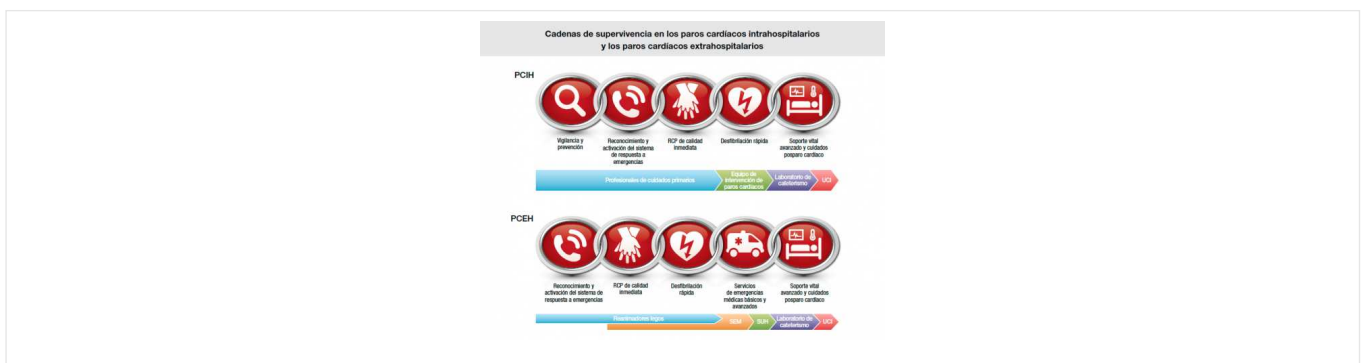 Cadenas de supervivencia en los paros cardíacos intrahospitalarios
y los paros cardíacos extrahospitalarios
PCIH
Vigilancia y
prevención
Reconocimiento y
activación del sistema
de respuesta a
emergencias
RCP de calidad
inmediata
Desfibrilación rápida
Soporte vital
avanzado y cuidados
posparo cardíaco
Profesionales de cuidados primarios
Equipo de
intervención de
paros cardíacos
Laboratorio de
cateterismo
UCI
PCEH
Reconocimiento y
activación del sistema de
respuesta a emergencias
RCP de calidad
inmediata
Desfibrilación
rápida
Servicios
de emergencias
médicas básicos y
avanzados
Soporte vital
avanzado y cuidados
posparo cardíaco
Reanimadores legos
SEM
SUH
Laboratorio de
cateterismo
UCI